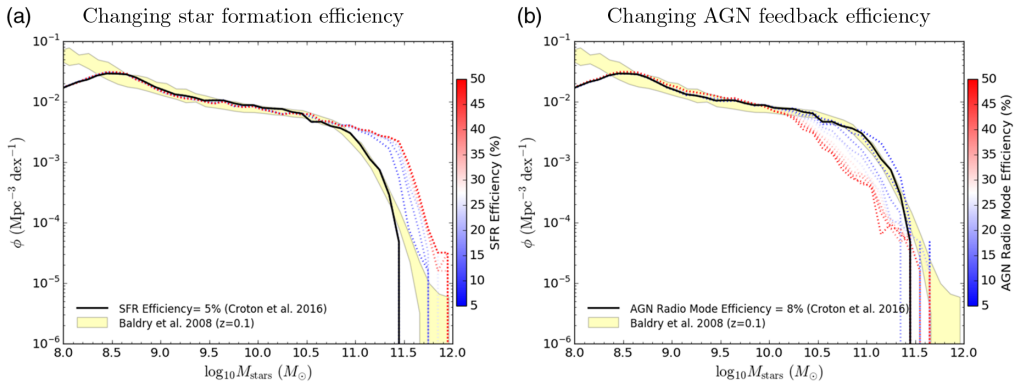 (a) Changing star formation efficiency
10⁻¹
10⁻²
10⁻³
10⁻⁴
10⁻⁵
10⁻⁶
ϕ (Mpc⁻³ dex⁻¹)
SFR Efficiency= 5% (Croton et al. 2016)
Baldry et al. 2008 (z=0.1)
8.0 8.5 9.0 9.5 10.0 10.5 11.0 11.5 12.0
log₁₀M_stars (M_⊙)
50
45
40
35
30
25
20
15
10
5
SFR Efficiency (%)
(b) Changing AGN feedback efficiency
10⁻¹
10⁻²
10⁻³
10⁻⁴
10⁻⁵
10⁻⁶
ϕ (Mpc⁻³ dex⁻¹)
AGN Radio Mode Efficiency = 8% (Croton et al. 2016)
Baldry et al. 2008 (z=0.1)
8.0 8.5 9.0 9.5 10.0 10.5 11.0 11.5 12.0
log₁₀M_stars (M_⊙)
50
45
40
35
30
25
20
15
10
5
AGN Radio Mode Efficiency (%)